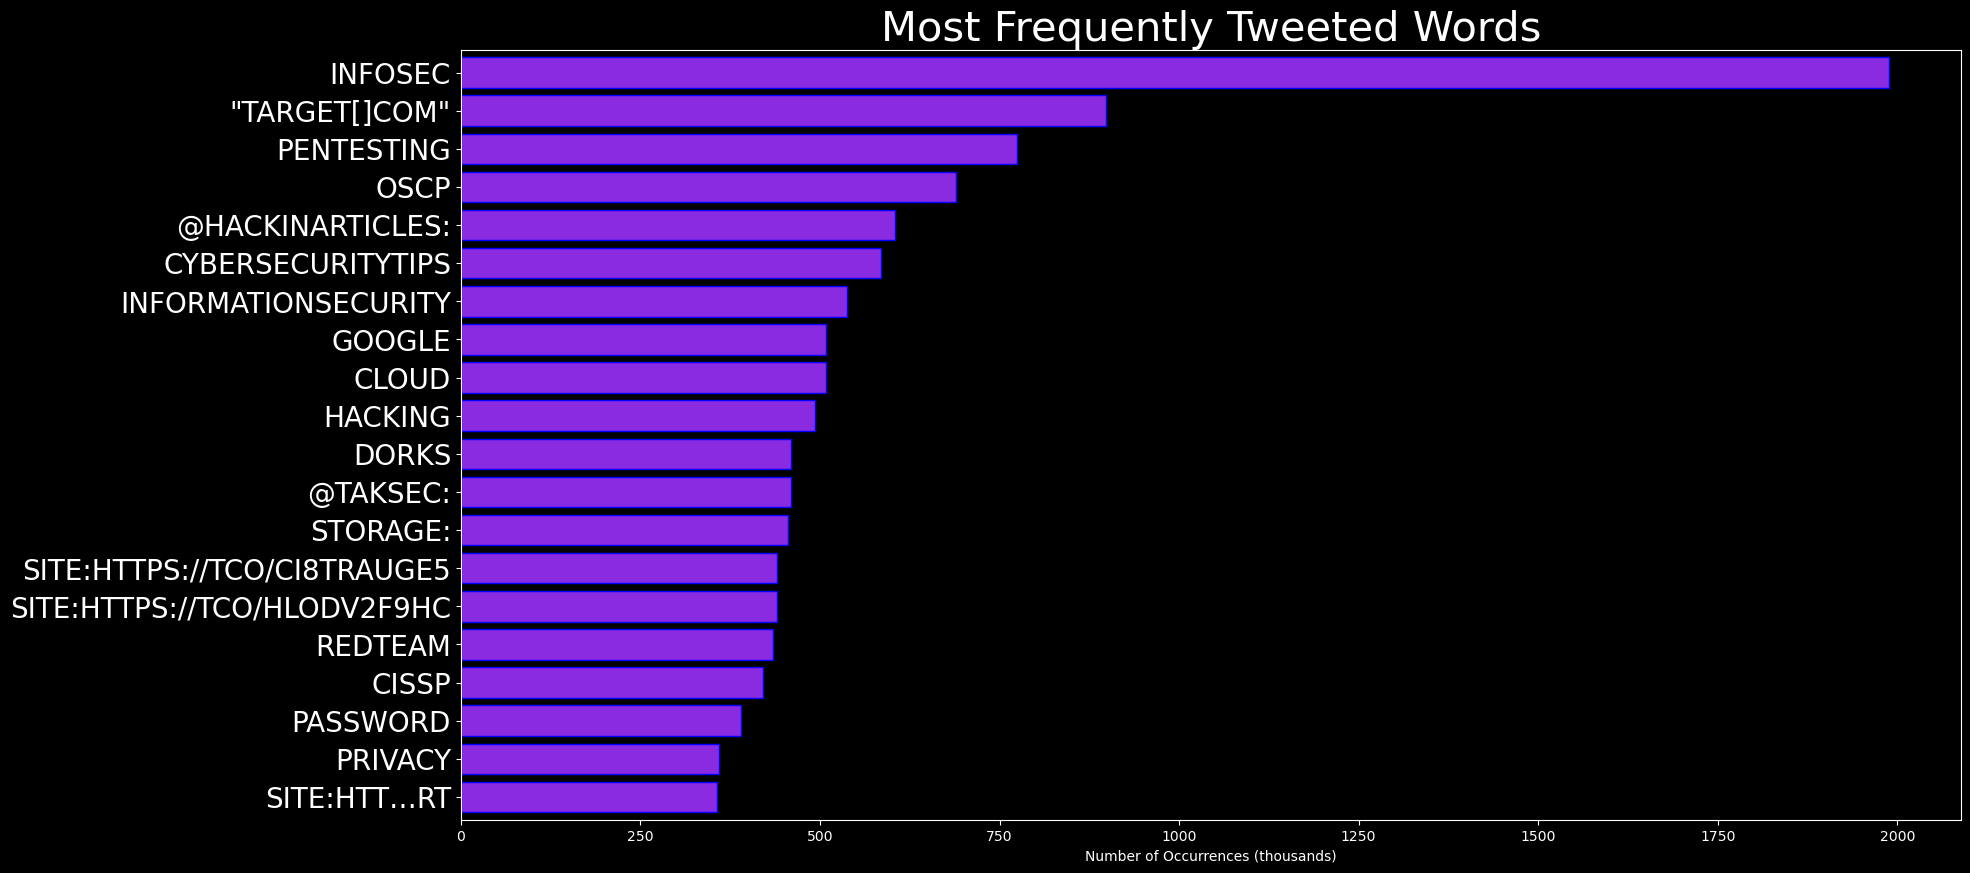 Most Frequently Tweeted Words
INFOSEC
"TARGET[]COM"
PENTESTING
OSCP
@HACKINARTICLES:
CYBERSECURITYTIPS
INFORMATIONSECURITY
GOOGLE
CLOUD
HACKING
DORKS
@TAKSEC:
STORAGE:
SITE:HTTPS://TCO/CI8TRAUGE5
SITE:HTTPS://TCO/HLODV2F9HC
REDTEAM
CISSP
PASSWORD
PRIVACY
SITE:HTT…RT
0 250 500 750 1000 1250 1500 1750 2000
Number of Occurrences (thousands)